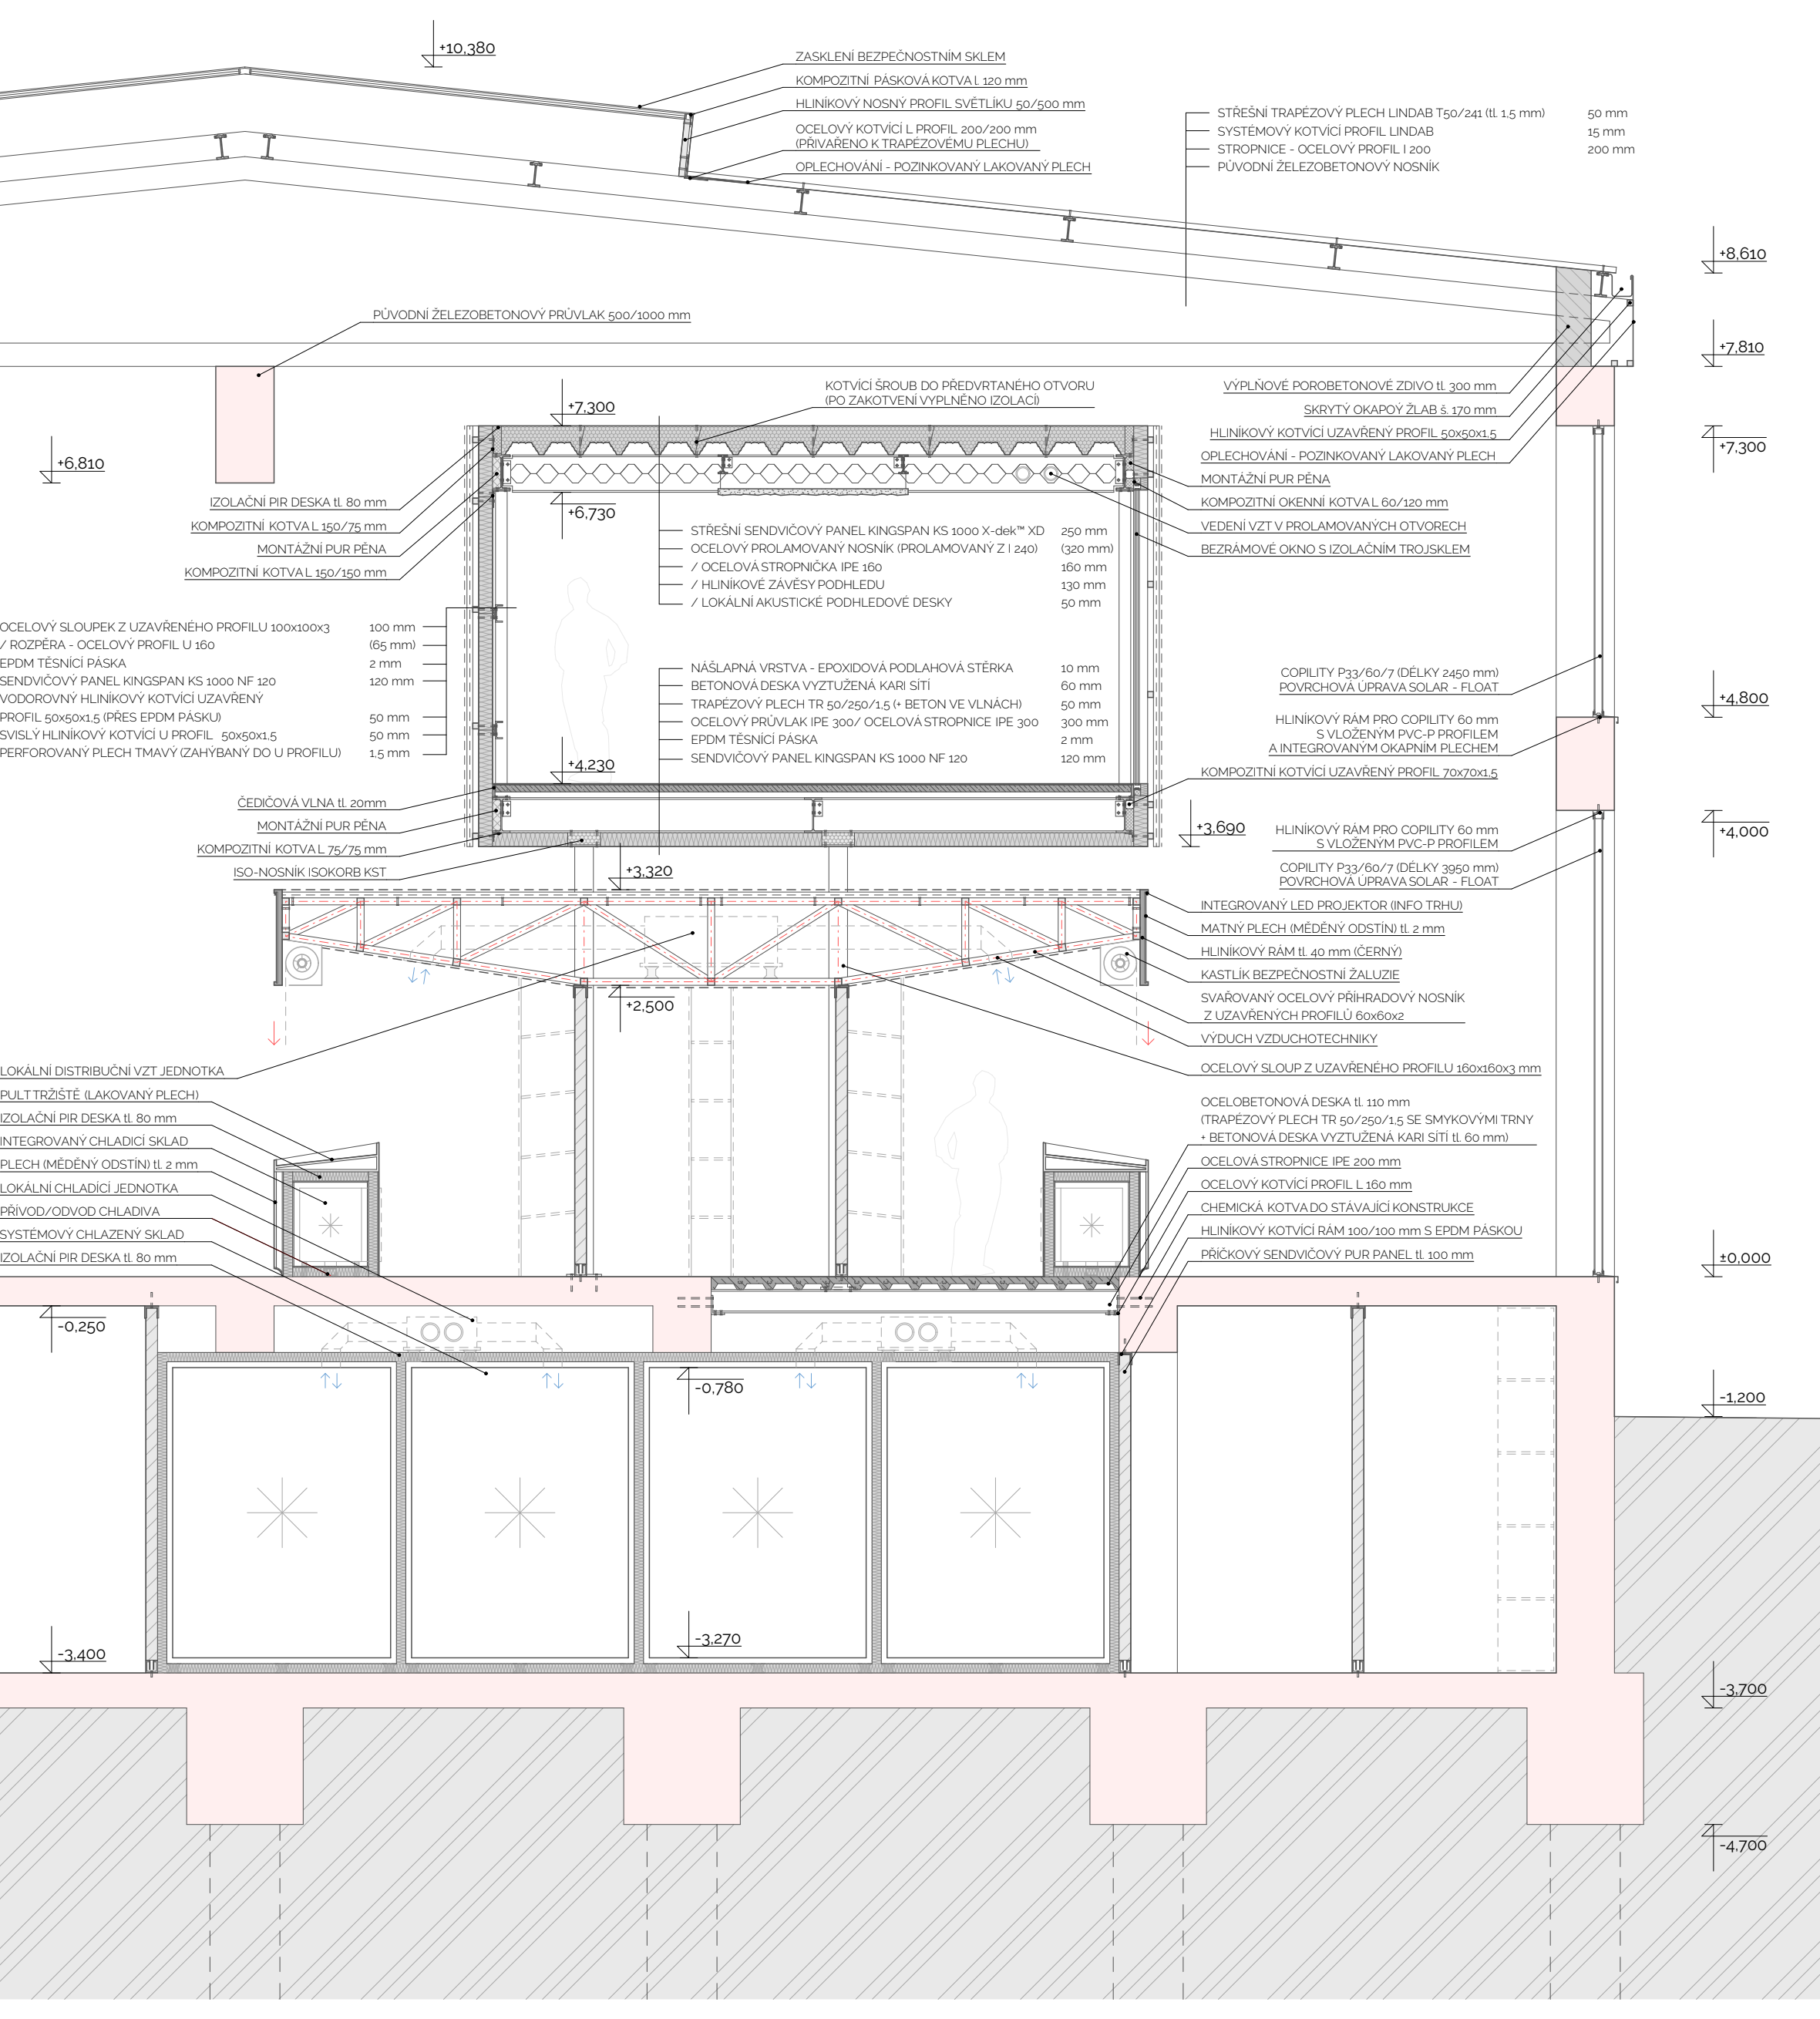 +10,380
ZASKLENÍ BEZPEČNOSTNÍM SKLEM
KOMPOZITNÍ PÁSKOVÁ KOTVA l. 120 mm
HLINÍKOVÝ NOSNÝ PROFIL SVĚTLÍKU 50/500 mm
OCELOVÝ KOTVÍCÍ L PROFIL 200/200 mm
(PŘIVAŘENO K TRAPÉZOVÉMU PLECHU)
OPLECHOVÁNÍ - POZINKOVANÝ LAKOVANÝ PLECH
STŘEŠNÍ TRAPÉZOVÝ PLECH LINDAB T50/241 (tl. 1,5 mm) 50 mm
SYSTÉMOVÝ KOTVÍCÍ PROFIL LINDAB 15 mm
STROPNICE - OCELOVÝ PROFIL I 200 200 mm
PŮVODNÍ ŽELEZOBETONOVÝ NOSNÍK
+8,610
+7,810
+7,300
PŮVODNÍ ŽELEZOBETONOVÝ PRŮVLAK 500/1000 mm
+6,810
+7,300
KOTVÍCÍ ŠROUB DO PŘEDVRTANÉHO OTVORU
(PO ZAKOTVENÍ VYPLNĚNO IZOLACÍ)
VÝPLŇOVÉ POROBETONOVÉ ZDIVO tl. 300 mm
SKRYTÝ OKAPOÝ ŽLAB š. 170 mm
HLINÍKOVÝ KOTVÍCÍ UZAVŘENÝ PROFIL 50x50x1,5
OPLECHOVÁNÍ - POZINKOVANÝ LAKOVANÝ PLECH
MONTÁŽNÍ PUR PĚNA
KOMPOZITNÍ OKENNÍ KOTVA L 60/120 mm
VEDENÍ VZT V PROLAMOVANÝCH OTVORECH
BEZRÁMOVÉ OKNO S IZOLAČNÍM TROJSKLEM
IZOLAČNÍ PIR DESKA tl. 80 mm
KOMPOZITNÍ KOTVA L 150/75 mm
MONTÁŽNÍ PUR PĚNA
KOMPOZITNÍ KOTVA L 150/150 mm
+6,730
STŘEŠNÍ SENDVIČOVÝ PANEL KINGSPAN KS 1000 X-dek™ XD 250 mm
OCELOVÝ PROLAMOVANÝ NOSNÍK (PROLAMOVANÝ Z I 240) (320 mm)
/ OCELOVÁ STROPNIČKA IPE 160 160 mm
/ HLINÍKOVÉ ZÁVĚSY PODHLEDU 130 mm
/ LOKÁLNÍ AKUSTICKÉ PODHLEDOVÉ DESKY 50 mm
OCELOVÝ SLOUPEK Z UZAVŘENÉHO PROFILU 100x100x3 100 mm
/ ROZPĚRA - OCELOVÝ PROFIL U 160 (65 mm)
EPDM TĚSNÍCÍ PÁSKA 2 mm
SENDVIČOVÝ PANEL KINGSPAN KS 1000 NF 120 120 mm
VODOROVNÝ HLINÍKOVÝ KOTVÍCÍ UZAVŘENÝ
PROFIL 50x50x1,5 (PŘES EPDM PÁSKU) 50 mm
SVISLÝ HLINÍKOVÝ KOTVÍCÍ U PROFIL 50x50x1,5 50 mm
PERFOROVANÝ PLECH TMAVÝ (ZAHÝBANÝ DO U PROFILU) 1,5 mm
NÁŠLAPNÁ VRSTVA - EPOXIDOVÁ PODLAHOVÁ STĚRKA 10 mm
BETONOVÁ DESKA VYZTUŽENÁ KARI SÍTÍ 60 mm
TRAPÉZOVÝ PLECH TR 50/250/1,5 (+ BETON VE VLNÁCH) 50 mm
OCELOVÝ PRŮVLAK IPE 300/ OCELOVÁ STROPNICE IPE 300 300 mm
EPDM TĚSNÍCÍ PÁSKA 2 mm
SENDVIČOVÝ PANEL KINGSPAN KS 1000 NF 120 120 mm
+4,230
COPILITY P33/60/7 (DÉLKY 2450 mm)
POVRCHOVÁ ÚPRAVA SOLAR - FLOAT
HLINÍKOVÝ RÁM PRO COPILITY 60 mm
S VLOŽENÝM PVC-P PROFILEM
A INTEGROVANÝM OKAPNÍM PLECHEM
KOMPOZITNÍ KOTVÍCÍ UZAVŘENÝ PROFIL 70x70x1,5
+4,800
+4,000
ČEDIČOVÁ VLNA tl. 20mm
MONTÁŽNÍ PUR PĚNA
KOMPOZITNÍ KOTVA L 75/75 mm
ISO-NOSNÍK ISOKORB KST
+3,690
+3,320
HLINÍKOVÝ RÁM PRO COPILITY 60 mm
S VLOŽENÝM PVC-P PROFILEM
COPILITY P33/60/7 (DÉLKY 3950 mm)
POVRCHOVÁ ÚPRAVA SOLAR - FLOAT
INTEGROVANÝ LED PROJEKTOR (INFO TRHU)
MATNÝ PLECH (MĚDĚNÝ ODSTÍN) tl. 2 mm
HLINÍKOVÝ RÁM tl. 40 mm (ČERNÝ)
KASTLÍK BEZPEČNOSTNÍ ŽALUZIE
SVAŘOVANÝ OCELOVÝ PŘÍHRADOVÝ NOSNÍK
Z UZAVŘENÝCH PROFILŮ 60x60x2
VÝDUCH VZDUCHOTECHNIKY
OCELOVÝ SLOUP Z UZAVŘENÉHO PROFILU 160x160x3 mm
+2,500
LOKÁLNÍ DISTRIBUČNÍ VZT JEDNOTKA
PULT TRŽIŠTĚ (LAKOVANÝ PLECH)
IZOLAČNÍ PIR DESKA tl. 80 mm
INTEGROVANÝ CHLADICÍ SKLAD
PLECH (MĚDĚNÝ ODSTÍN) tl. 2 mm
LOKÁLNÍ CHLADÍCÍ JEDNOTKA
PŘÍVOD/ODVOD CHLADIVA
SYSTÉMOVÝ CHLAZENÝ SKLAD
IZOLAČNÍ PIR DESKA tl. 80 mm
OCELOBETONOVÁ DESKA tl. 110 mm
(TRAPÉZOVÝ PLECH TR 50/250/1,5 SE SMYKOVÝMI TRNY
+ BETONOVÁ DESKA VYZTUŽENÁ KARI SÍTÍ tl. 60 mm)
OCELOVÁ STROPNICE IPE 200 mm
OCELOVÝ KOTVÍCÍ PROFIL L 160 mm
CHEMICKÁ KOTVA DO STÁVAJÍCÍ KONSTRUKCE
HLINÍKOVÝ KOTVÍCÍ RÁM 100/100 mm S EPDM PÁSKOU
PŘÍČKOVÝ SENDVIČOVÝ PUR PANEL tl. 100 mm
±0,000
-0,250
-0,780
-1,200
-3,270
-3,400
-3,700
-4,700